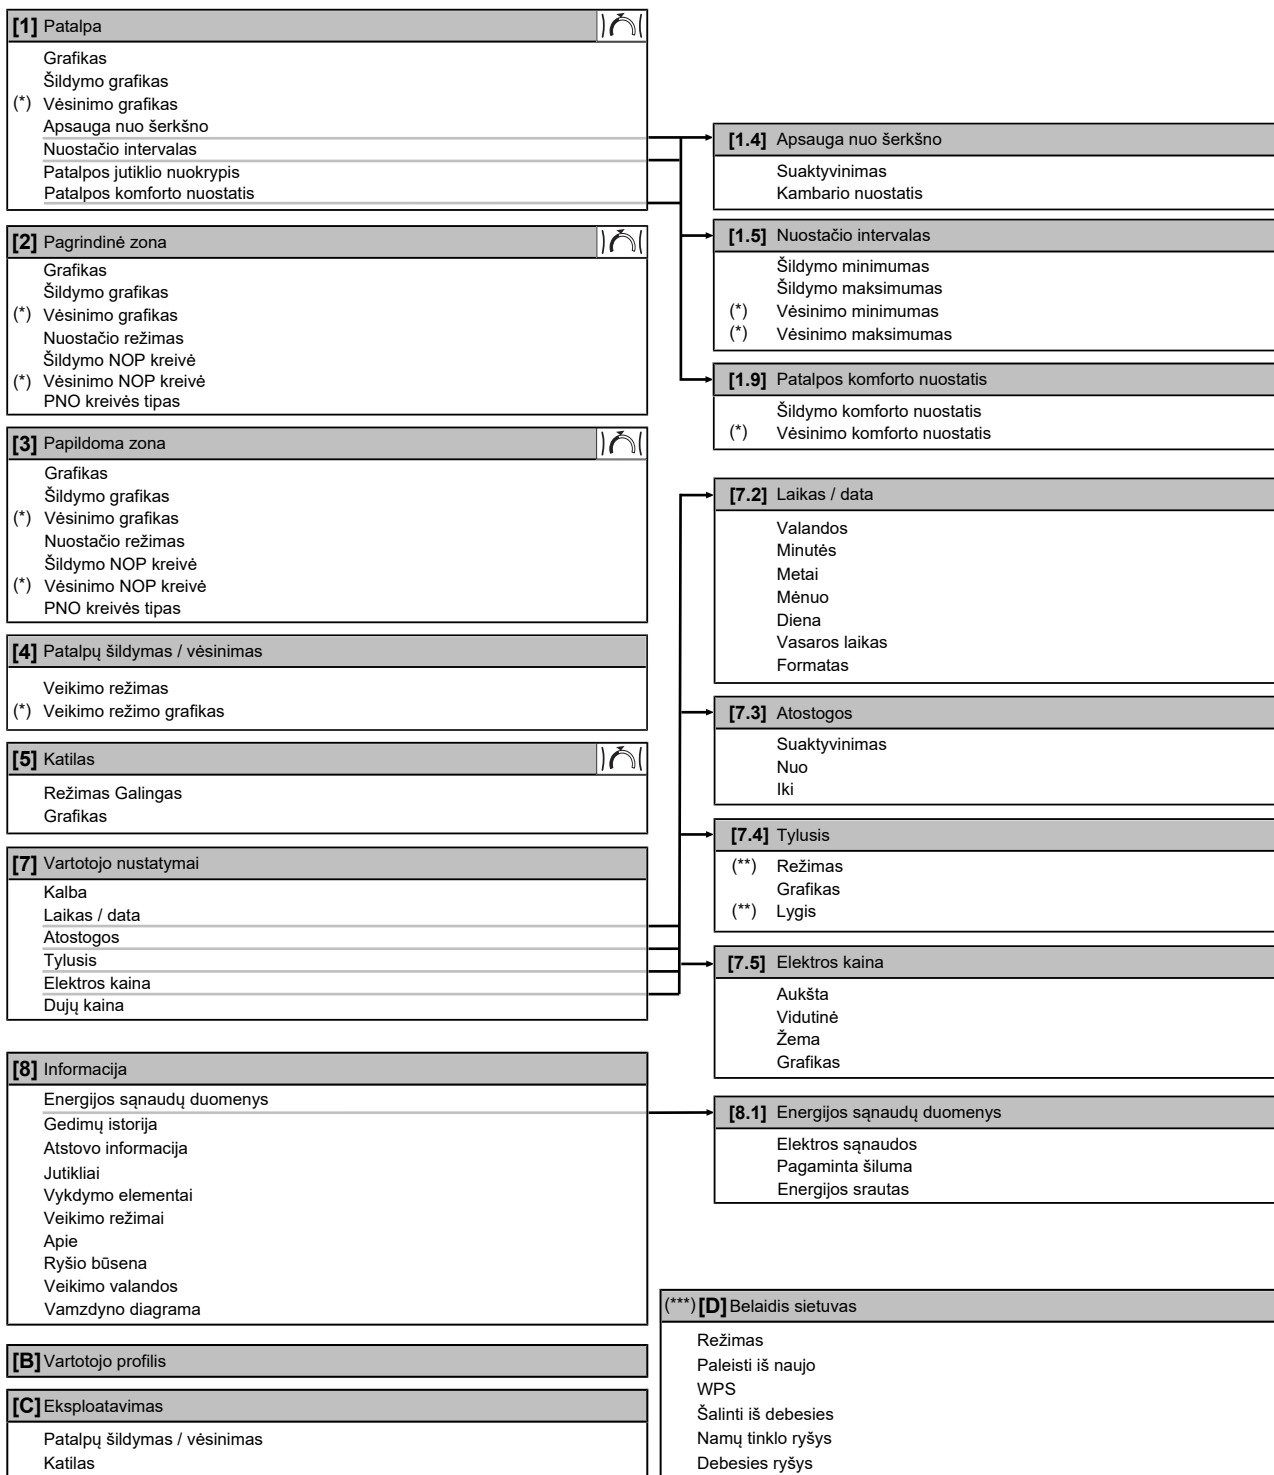 [1] Patalpa
Grafikas
Šildymo grafikas
(*) Vėsinimo grafikas
Apsauga nuo šerkšno
Nuostačio intervalas
Patalpos jutiklio nuokrypis
Patalpos komforto nuostatis
[2] Pagrindinė zona
Grafikas
Šildymo grafikas
(*) Vėsinimo grafikas
Nuostačio režimas
Šildymo NOP kreivė
(*) Vėsinimo NOP kreivė
PNO kreivės tipas
[3] Papildoma zona
Grafikas
Šildymo grafikas
(*) Vėsinimo grafikas
Nuostačio režimas
Šildymo NOP kreivė
(*) Vėsinimo NOP kreivė
PNO kreivės tipas
[4] Patalpų šildymas / vėsinimas
Veikimo režimas
(*) Veikimo režimo grafikas
[5] Katilas
Režimas Galingas
Grafikas
[7] Vartotojo nustatymai
Kalba
Laikas / data
Atostogos
Tylusis
Elektros kaina
Dujų kaina
[8] Informacija
Energijos sąnaudų duomenys
Gedimų istorija
Atstovo informacija
Jutikliai
Vykdymo elementai
Veikimo režimai
Apie
Ryšio būsena
Veikimo valandos
Vamzdyno diagrama
[B] Vartotojo profilis
[C] Eksploatavimas
Patalpų šildymas / vėsinimas
Katilas
[1.4] Apsauga nuo šerkšno
Suaktyvinimas
Kambario nuostatis
[1.5] Nuostačio intervalas
Šildymo minimumas
Šildymo maksimumas
(*) Vėsinimo minimumas
(*) Vėsinimo maksimumas
[1.9] Patalpos komforto nuostatis
Šildymo komforto nuostatis
(*) Vėsinimo komforto nuostatis
[7.2] Laikas / data
Valandos
Minutės
Metai
Mėnuo
Diena
Vasaros laikas
Formatas
[7.3] Atostogos
Suaktyvinimas
Nuo
Iki
[7.4] Tylusis
(**) Režimas
Grafikas
(**) Lygis
[7.5] Elektros kaina
Aukšta
Vidutinė
Žema
Grafikas
[8.1] Energijos sąnaudų duomenys
Elektros sąnaudos
Pagaminta šiluma
Energijos srautas
(***) [D] Belaidis sietuvas
Režimas
Paleisti iš naujo
WPS
Šalinti iš debesies
Namų tinklo ryšys
Debesies ryšys